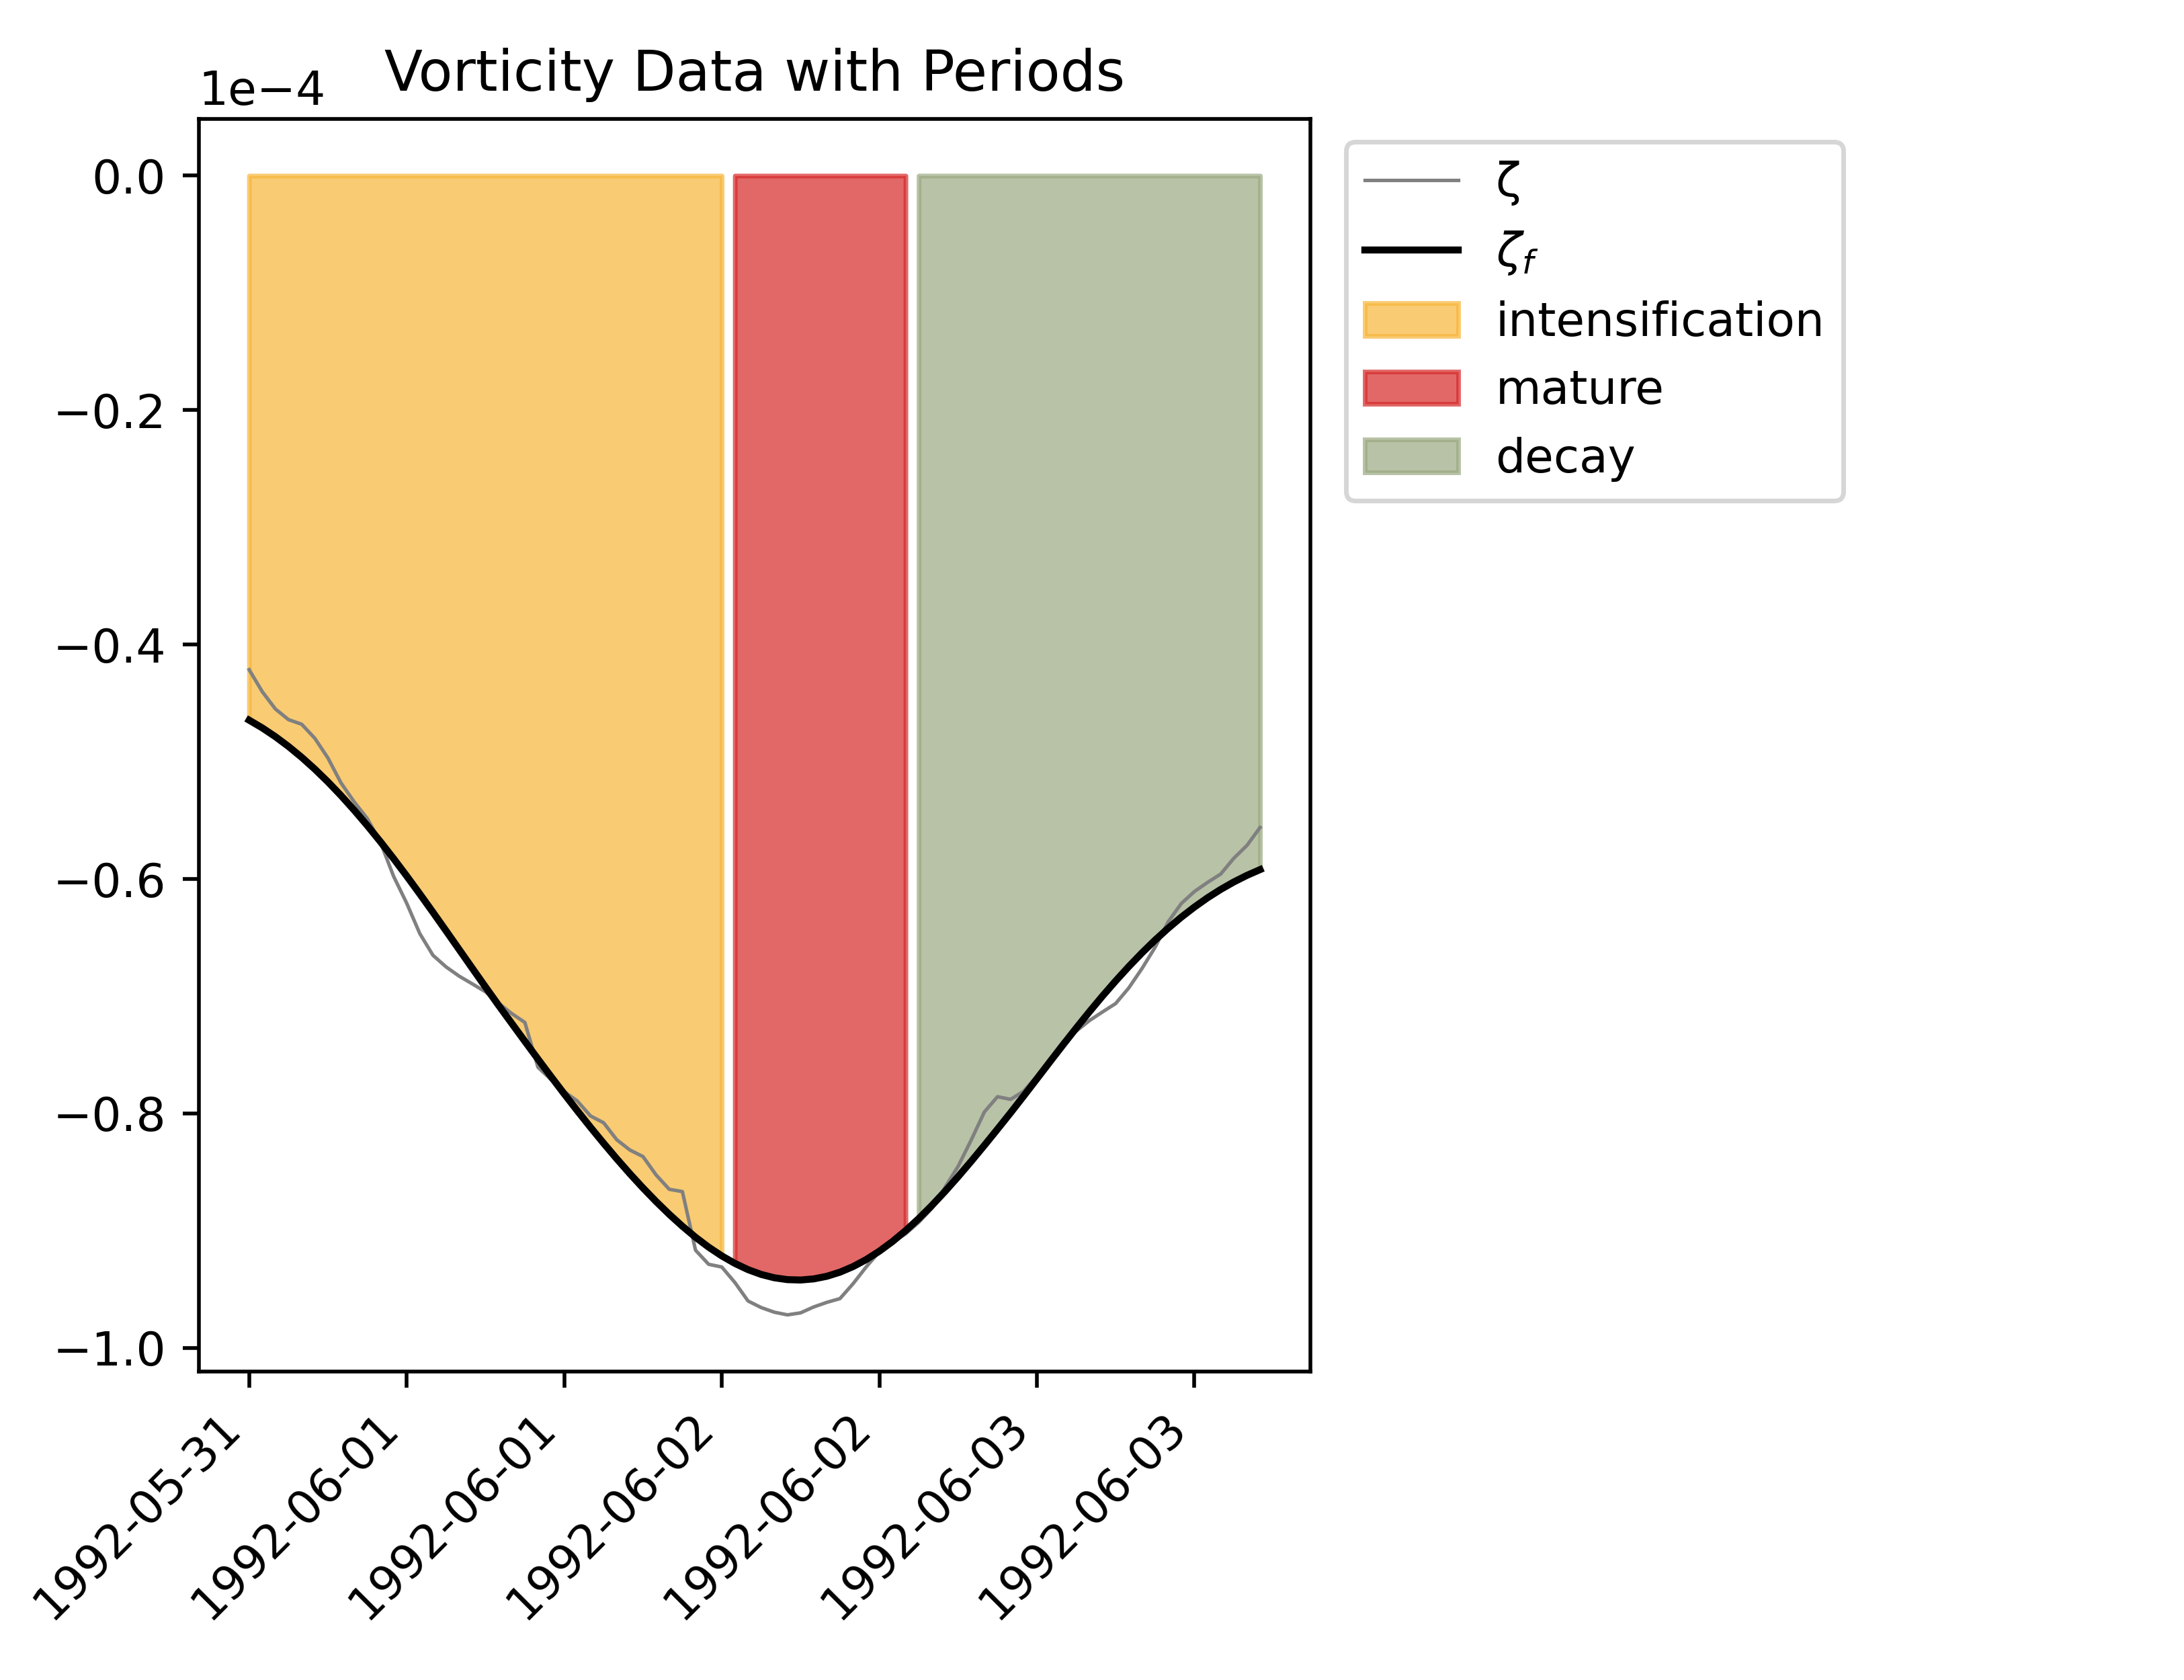 Vorticity Data with Periods
1e−4
0.0
−0.2
−0.4
−0.6
−0.8
−1.0
1992-05-31
1992-06-01
1992-06-01
1992-06-02
1992-06-02
1992-06-03
1992-06-03
ζ
ζf
intensification
mature
decay